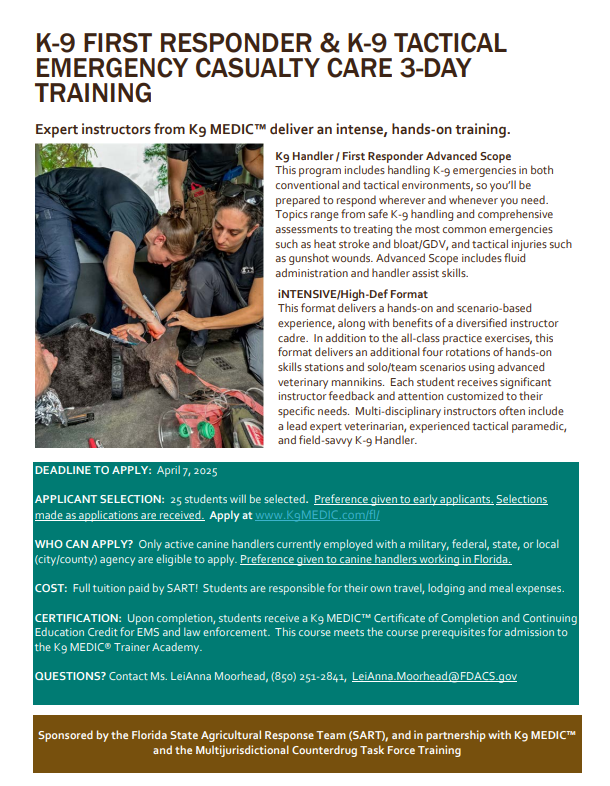 K-9 FIRST RESPONDER & K-9 TACTICAL
EMERGENCY CASUALTY CARE 3-DAY
TRAINING
Expert instructors from K9 MEDIC™ deliver an intense, hands-on training.
K9 Handler / First Responder Advanced Scope
This program includes handling K-9 emergencies in both
conventional and tactical environments, so you'll be
prepared to respond wherever and whenever you need.
Topics range from safe K-9 handling and comprehensive
assessments to treating the most common emergencies
such as heat stroke and bloat/GDV, and tactical injuries such
as gunshot wounds. Advanced Scope includes fluid
administration and handler assist skills.
iNTENSIVE/High-Def Format
This format delivers a hands-on and scenario-based
experience, along with benefits of a diversified instructor
cadre. In addition to the all-class practice exercises, this
format delivers an additional four rotations of hands-on
skills stations and solo/team scenarios using advanced
veterinary mannikins. Each student receives significant
instructor feedback and attention customized to their
specific needs. Multi-disciplinary instructors often include
a lead expert veterinarian, experienced tactical paramedic,
and field-savvy K-9 Handler.
DEADLINE TO APPLY: April 7, 2025
APPLICANT SELECTION: 25 students will be selected. Preference given to early applicants. Selections
made as applications are received. Apply at www.K9MEDIC.com/fl/
WHO CAN APPLY? Only active canine handlers currently employed with a military, federal, state, or local
(city/county) agency are eligible to apply. Preference given to canine handlers working in Florida.
COST: Full tuition paid by SART! Students are responsible for their own travel, lodging and meal expenses.
CERTIFICATION: Upon completion, students receive a K9 MEDIC™ Certificate of Completion and Continuing
Education Credit for EMS and law enforcement. This course meets the course prerequisites for admission to
the K9 MEDIC® Trainer Academy.
QUESTIONS? Contact Ms. LeiAnna Moorhead, (850) 251-2841, LeiAnna.Moorhead@FDACS.gov
Sponsored by the Florida State Agricultural Response Team (SART), and in partnership with K9 MEDIC™
and the Multijurisdictional Counterdrug Task Force Training